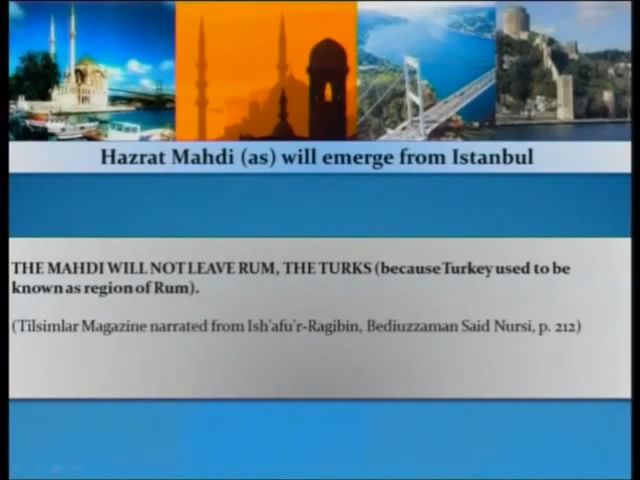 Hazrat Mahdi (as) will emerge from Istanbul
THE MAHDI WILL NOT LEAVE RUM, THE TURKS (because Turkey used to be
known as region of Rum).
(Tilsimlar Magazine narrated from Ish'afu'r-Ragibin, Bediuzzaman Said Nursi, p. 212)